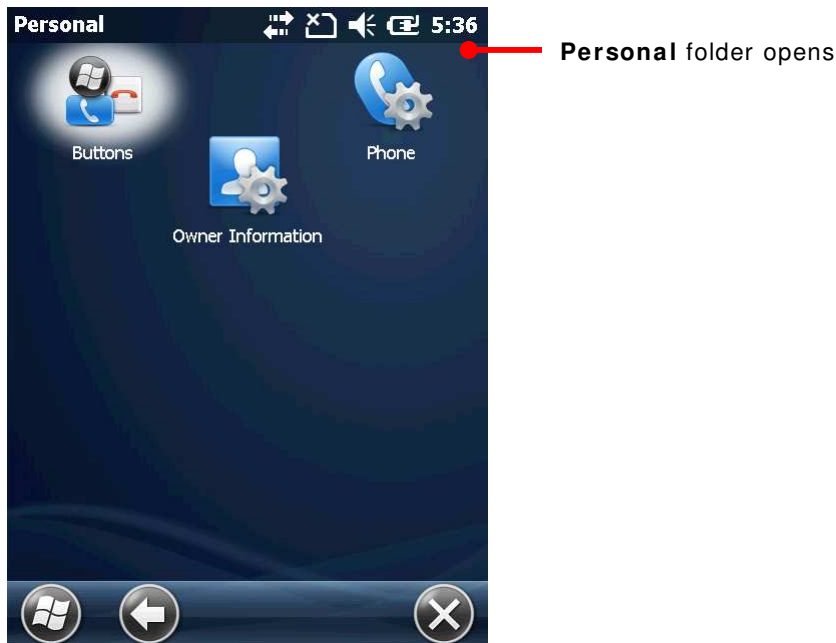 Personal 5:36
Personal folder opens
Buttons
Phone
Owner Information